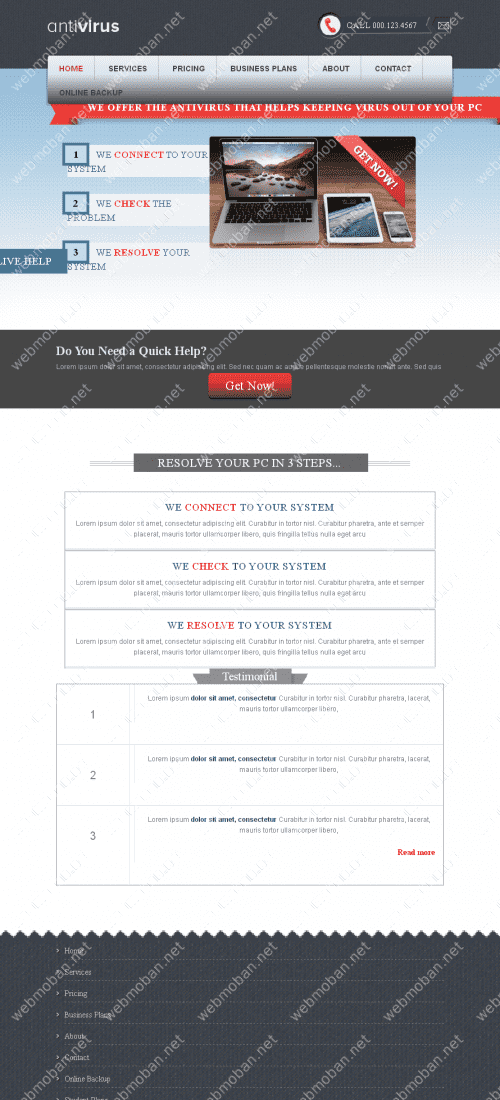 antivirus
CALL 000 123 4567
HOME SERVICES PRICING BUSINESS PLANS ABOUT CONTACT
ONLINE BACKUP
WE OFFER THE ANTIVIRUS THAT HELPS KEEPING VIRUS OUT OF YOUR PC
1 WE CONNECT TO YOUR
SYSTEM
GET NOW!
2 WE CHECK THE
PROBLEM
3 WE RESOLVE YOUR
SYSTEM
LIVE HELP
Do You Need a Quick Help?
Lorem ipsum dolor sit amet, consectetur adipiscing elit. Sed nec quam ac augue pellentesque molestie non at ante. Sed quis
Get Now!
RESOLVE YOUR PC IN 3 STEPS...
WE CONNECT TO YOUR SYSTEM
Lorem ipsum dolor sit amet, consectetur adipiscing elit. Curabitur in tortor nisl. Curabitur pharetra, ante et semper
placerat, mauris tortor ullamcorper libero, quis fringilla tellus nulla eget arcu
WE CHECK TO YOUR SYSTEM
Lorem ipsum dolor sit amet, consectetur adipiscing elit. Curabitur in tortor nisl. Curabitur pharetra, ante et semper
placerat, mauris tortor ullamcorper libero, quis fringilla tellus nulla eget arcu
WE RESOLVE TO YOUR SYSTEM
Lorem ipsum dolor sit amet, consectetur adipiscing elit. Curabitur in tortor nisl. Curabitur pharetra, ante et semper
placerat, mauris tortor ullamcorper libero, quis fringilla tellus nulla eget arcu
Testimonial
1
Lorem ipsum dolor sit amet, consectetur Curabitur in tortor nisl. Curabitur pharetra, lacerat,
mauris tortor ullamcorper libero,
2
Lorem ipsum dolor sit amet, consectetur Curabitur in tortor nisl. Curabitur pharetra, lacerat,
mauris tortor ullamcorper libero,
3
Lorem ipsum dolor sit amet, consectetur Curabitur in tortor nisl. Curabitur pharetra, lacerat,
mauris tortor ullamcorper libero,
Read more
Home
Services
Pricing
Business Plans
About
Contact
Online Backup
Student Plans
webmoban.net